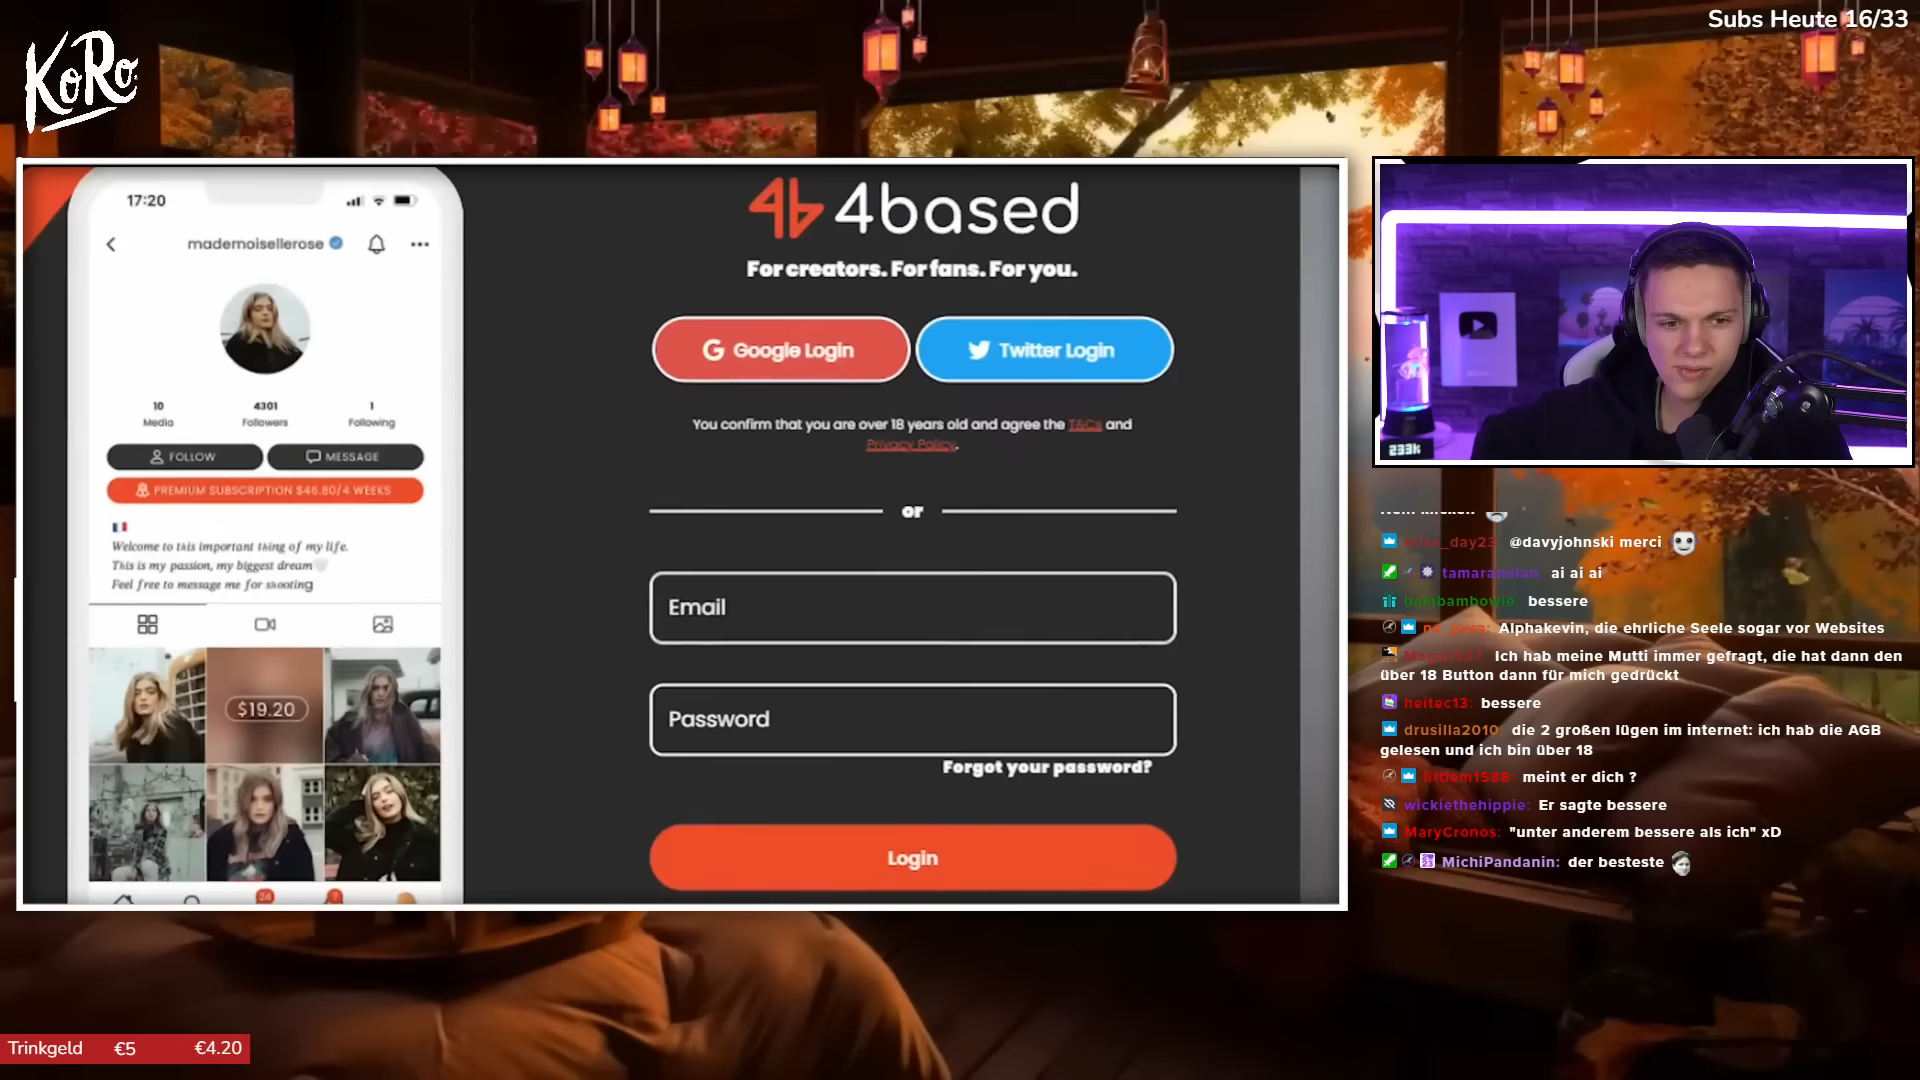 KoRo
Subs Heute 16/33
17:20
mademoisellerose
10
4301
1
Media
Followers
Following
FOLLOW
MESSAGE
PREMIUM SUBSCRIPTION $46.80/4 WEEKS
Welcome to this important thing of my life.
This is my passion, my biggest dream
Feel free to message me for shooting
$19.20
24
7
4based
For creators. For fans. For you.
Google Login
Twitter Login
You confirm that you are over 18 years old and agree the T&Cs and
Privacy Policy.
or
Email
Password
Forgot your password?
Login
233k
@davyjohnski merci
tamaranolan: ai ai ai
bambambowie: bessere
Alphakevin, die ehrliche Seele sogar vor Websites
Ich hab meine Mutti immer gefragt, die hat dann den
über 18 Button dann für mich gedrückt
heitec13: bessere
drusilla2010: die 2 großen lügen im internet: ich hab die AGB
gelesen und ich bin über 18
littlem1588: meint er dich ?
wickiethehippie: Er sagte bessere
MaryCronos: "unter anderem bessere als ich" xD
MichiPandanin: der besteste
Trinkgeld €5 €4.20